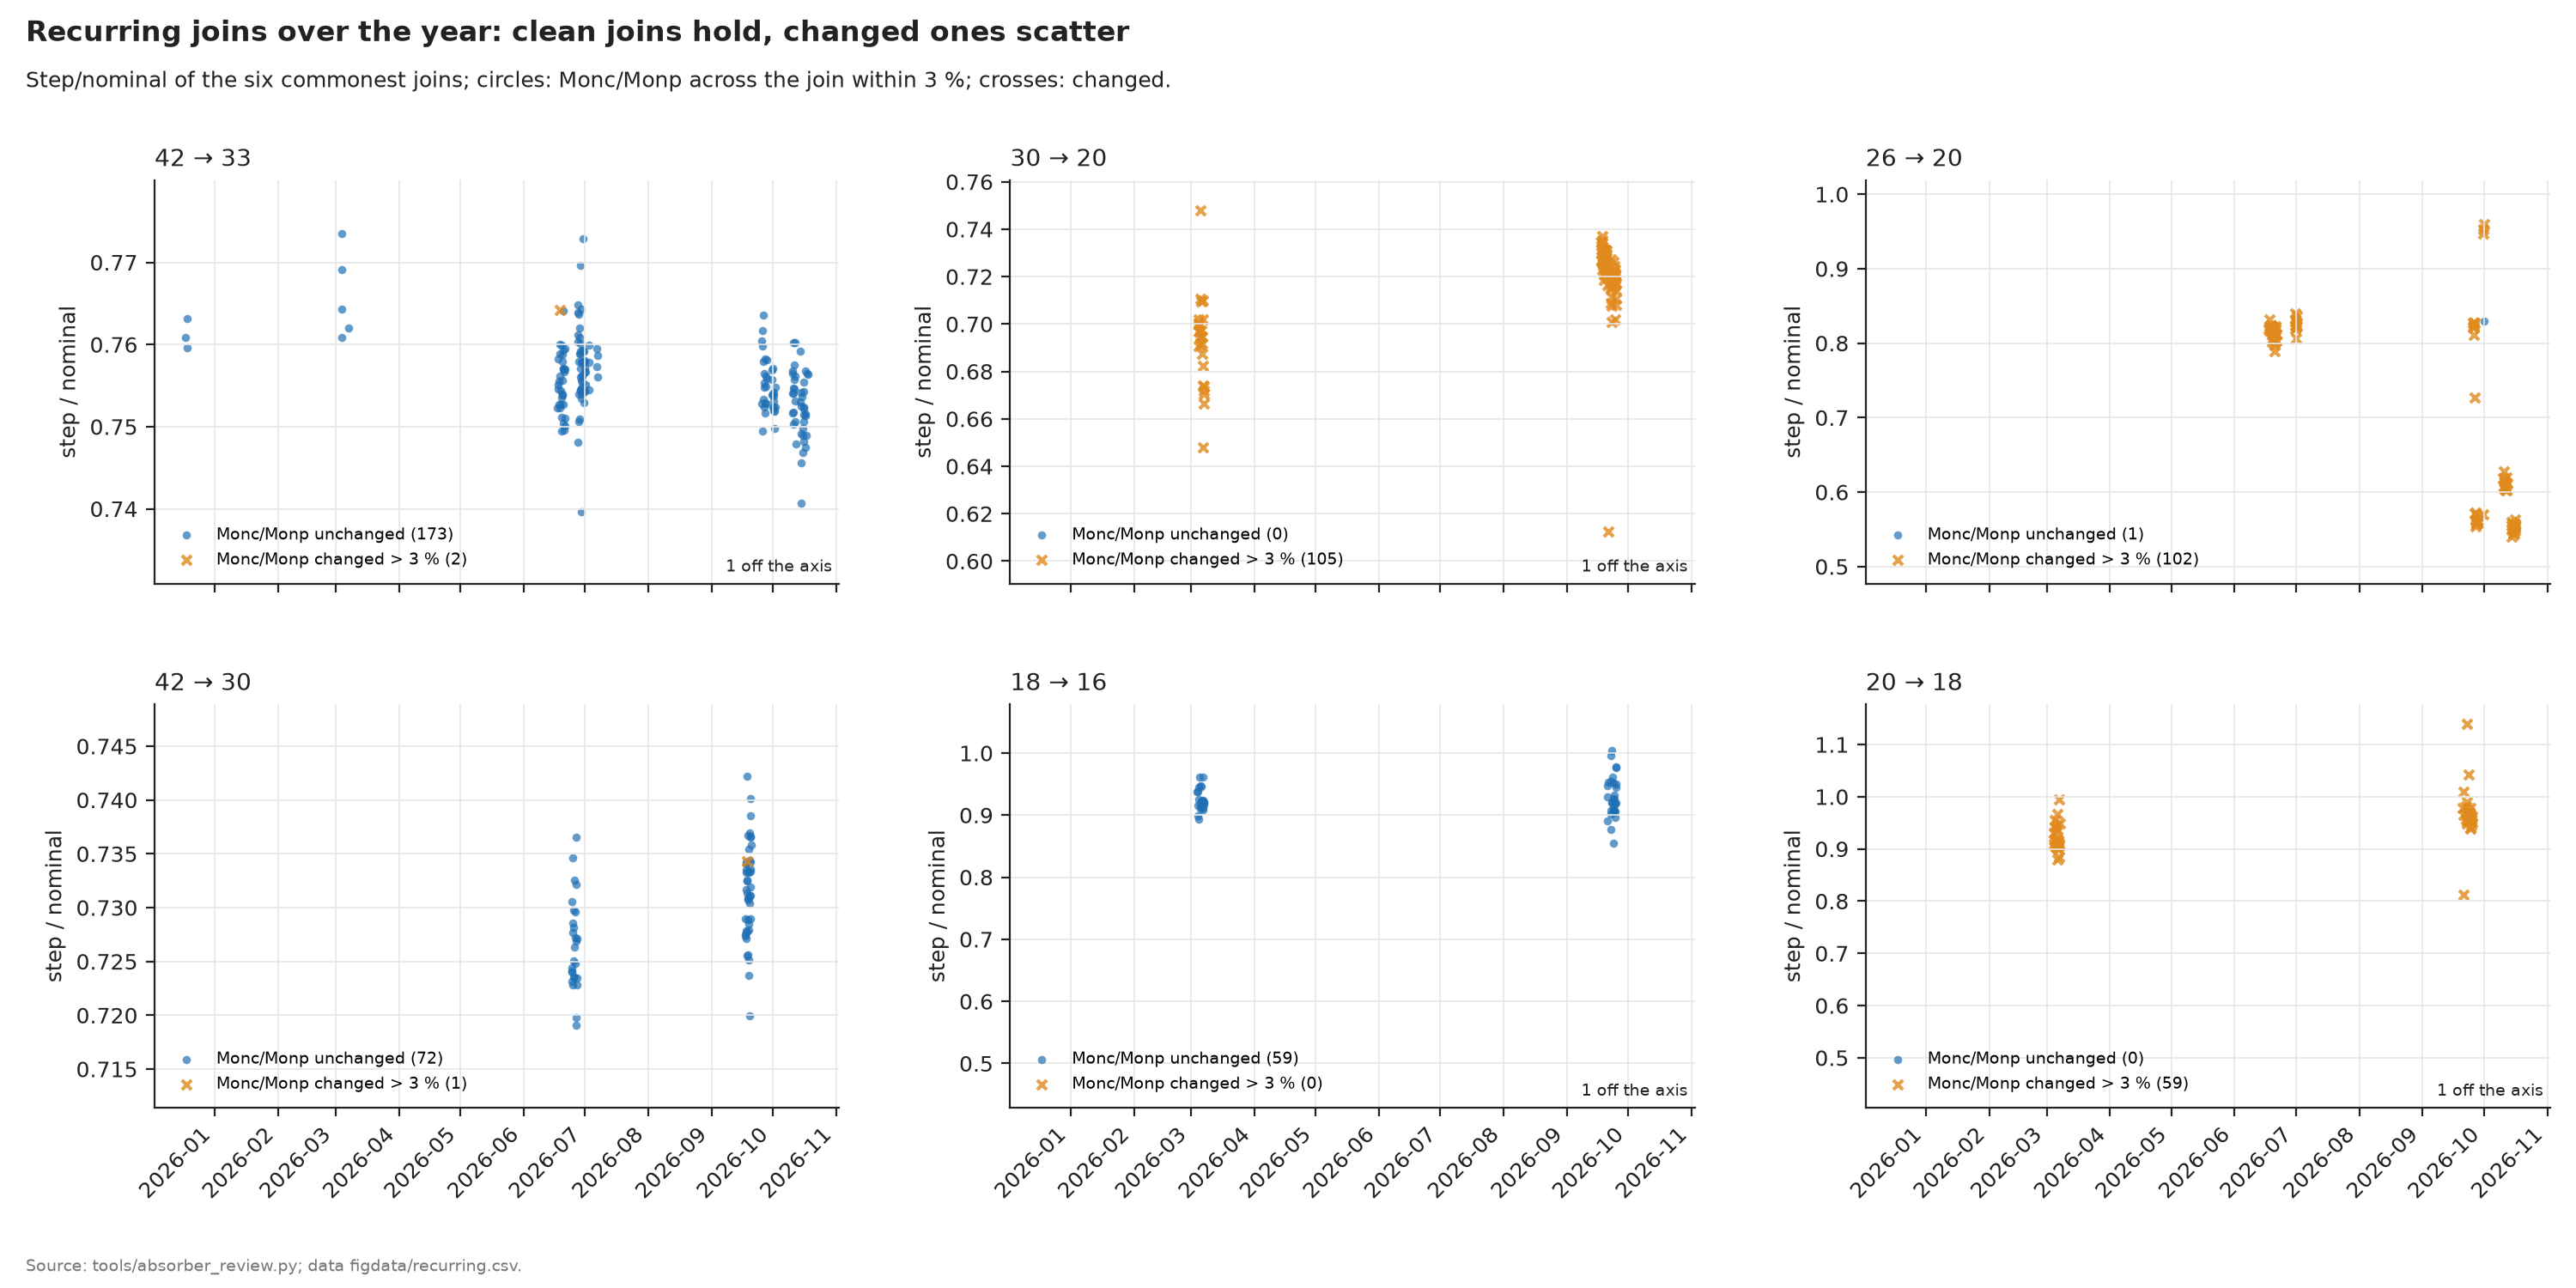 Recurring joins over the year: clean joins hold, changed ones scatter
Step/nominal of the six commonest joins; circles: Monc/Monp across the join within 3 %; crosses: changed.
42 → 33
step / nominal
0.77
0.76
0.75
0.74
Monc/Monp unchanged (173)
Monc/Monp changed > 3 % (2)
1 off the axis
30 → 20
step / nominal
0.76
0.74
0.72
0.70
0.68
0.66
0.64
0.62
0.60
Monc/Monp unchanged (0)
Monc/Monp changed > 3 % (105)
1 off the axis
26 → 20
step / nominal
1.0
0.9
0.8
0.7
0.6
0.5
Monc/Monp unchanged (1)
Monc/Monp changed > 3 % (102)
42 → 30
step / nominal
0.745
0.740
0.735
0.730
0.725
0.720
0.715
Monc/Monp unchanged (72)
Monc/Monp changed > 3 % (1)
2026-01
2026-02
2026-03
2026-04
2026-05
2026-06
2026-07
2026-08
2026-09
2026-10
2026-11
18 → 16
step / nominal
1.0
0.9
0.8
0.7
0.6
0.5
Monc/Monp unchanged (59)
Monc/Monp changed > 3 % (0)
1 off the axis
2026-01
2026-02
2026-03
2026-04
2026-05
2026-06
2026-07
2026-08
2026-09
2026-10
2026-11
20 → 18
step / nominal
1.1
1.0
0.9
0.8
0.7
0.6
0.5
Monc/Monp unchanged (0)
Monc/Monp changed > 3 % (59)
1 off the axis
2026-01
2026-02
2026-03
2026-04
2026-05
2026-06
2026-07
2026-08
2026-09
2026-10
2026-11
Source: tools/absorber_review.py; data figdata/recurring.csv.